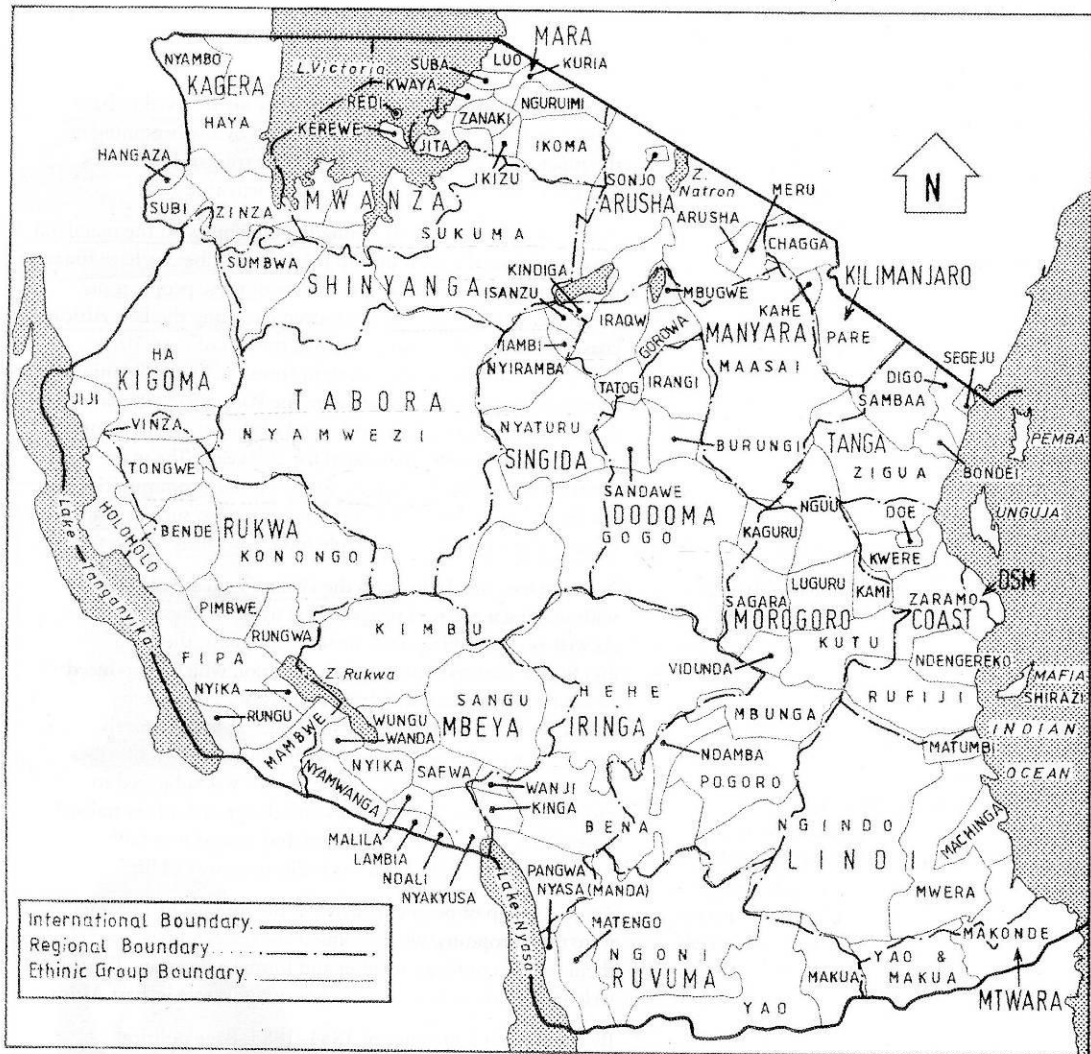 MARA
NYAMBO
LUO
SUBA
KURIA
L. Victoria
KAGERA
KWAYA
NGURUIMI
REDI
ZANAKI
HAYA
KEREWE
JITA
IKOMA
HANGAZA
IKIZU
SONJO
Z. Natron
MERU
N
SUBI
ZINZA
MWANZA
ARUSHA
ARUSHA
SUKUMA
CHAGGA
SUMBWA
KINDIGA
KILIMANJARO
SHINYANGA
ISANZU
MBUGWE
KAHE
IRAQW
GOROWA
MANYARA
PARE
HA
IAMBI
MAASAI
SEGEJU
KIGOMA
NYIRAMBA
DIGO
JIJI
TABORA
TATOG
IRANGI
SAMBAA
VINZA
NYAMWEZI
NYATURU
BURUNGI
TANGA
PEMBA
TONGWE
SINGIDA
ZIGUA
BONDEI
SANDAWE
NGUU
HOLOHOLO
BENDE
RUKWA
DODOMA
DOE
UNGUJA
KONONGO
GOGO
KAGURU
KWERE
Lake Tanganyika
LUGURU
KAMI
DSM
PIMBWE
SAGARA
ZARAMO
KIMBU
MOROGORO
COAST
RUNGWA
KUTU
FIPA
VIDUNDA
NDENGEREKO
Z. Rukwa
MAFIA
NYIKA
SANGU
HEHE
RUFIJI
SHIRAZI
RUNGU
WUNGU
MBEYA
IRINGA
MBUNGA
INDIAN
MAMBWE
WANDA
MATUMBI
NYIKA
SAFWA
NDAMBA
NYAMWANGA
WANJI
POGORO
OCEAN
KINGA
MALILA
BENA
NGINDO
MACHINGA
LAMBIA
LINDI
NDALI
PANGWA
NYAKYUSA
NYASA (MANDA)
MWERA
Lake Nyasa
MATENGO
International Boundary
NGONI
MAKONDE
Regional Boundary
RUVUMA
YAO &
MAKUA
MAKUA
Ethinic Group Boundary
YAO
MTWARA